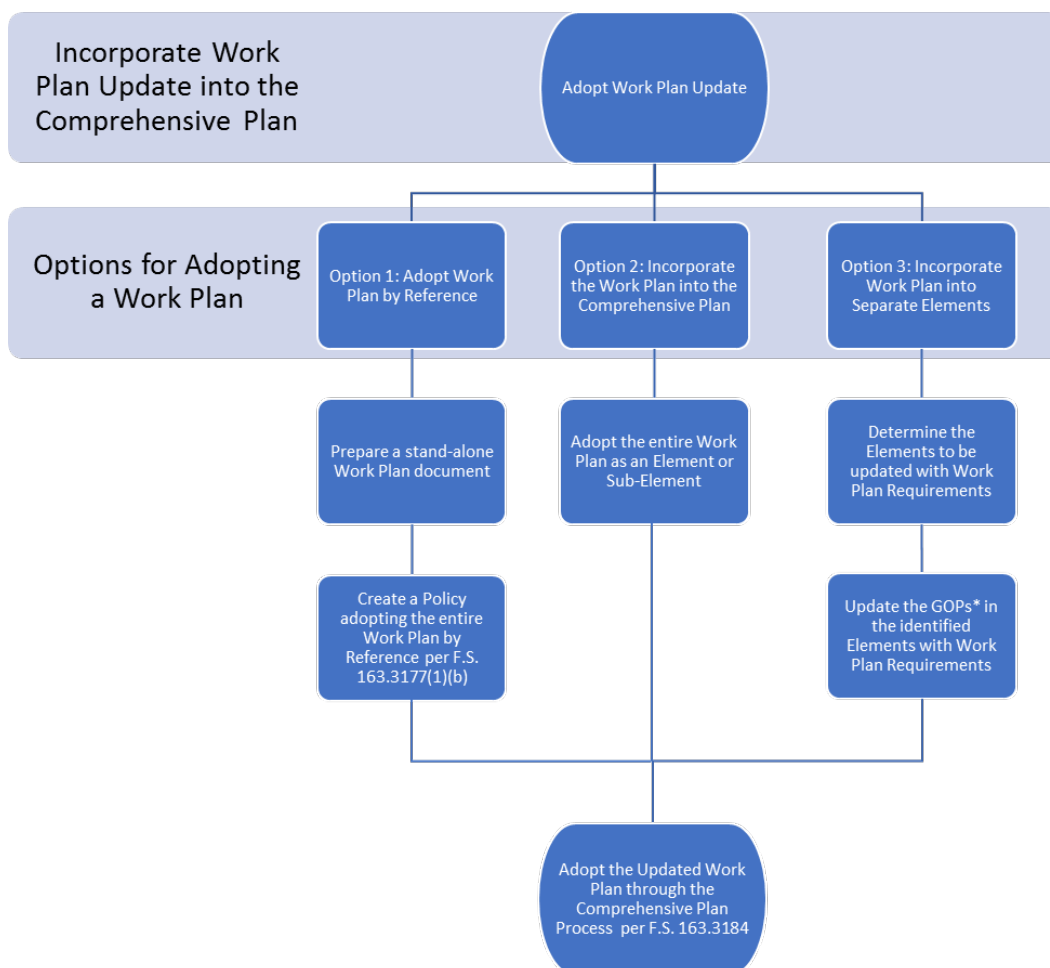 Incorporate Work
Plan Update into the
Comprehensive Plan
Adopt Work Plan Update
Options for Adopting
a Work Plan
Option 1: Adopt Work
Plan by Reference
Option 2: Incorporate
the Work Plan into the
Comprehensive Plan
Option 3: Incorporate
Work Plan into
Separate Elements
Prepare a stand-alone
Work Plan document
Adopt the entire Work
Plan as an Element or
Sub-Element
Determine the
Elements to be
updated with Work
Plan Requirements
Create a Policy
adopting the entire
Work Plan by
Reference per F.S.
163.3177(1)(b)
Update the GOPs* in
the identified
Elements with Work
Plan Requirements
Adopt the Updated Work
Plan through the
Comprehensive Plan
Process per F.S. 163.3184